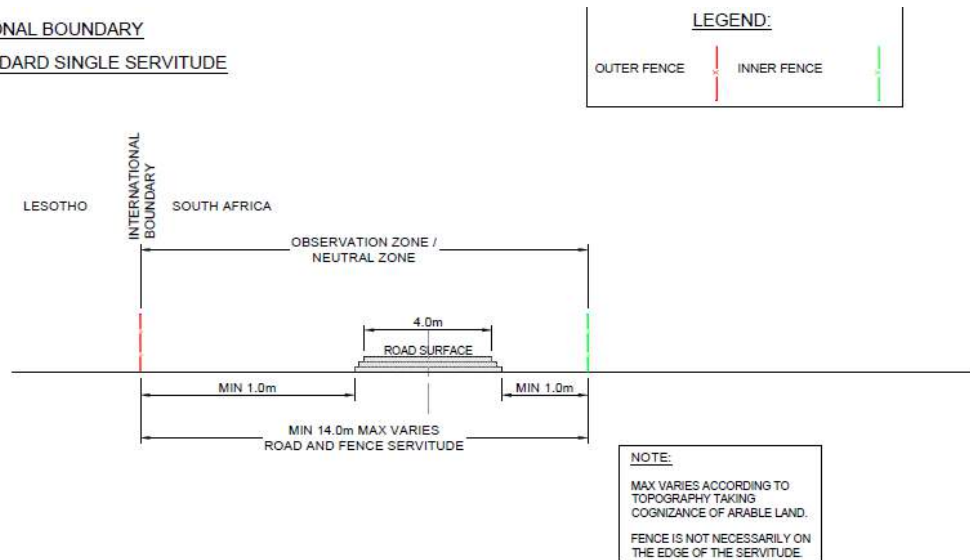 ONAL BOUNDARY
DARD SINGLE SERVITUDE
LEGEND:
OUTER FENCE
INNER FENCE
LESOTHO
INTERNATIONAL
BOUNDARY
SOUTH AFRICA
OBSERVATION ZONE /
NEUTRAL ZONE
4.0m
ROAD SURFACE
MIN 1.0m
MIN 1.0m
MIN 14.0m MAX VARIES
ROAD AND FENCE SERVITUDE
NOTE:
MAX VARIES ACCORDING TO
TOPOGRAPHY TAKING
COGNIZANCE OF ARABLE LAND.
FENCE IS NOT NECESSARILY ON
THE EDGE OF THE SERVITUDE.